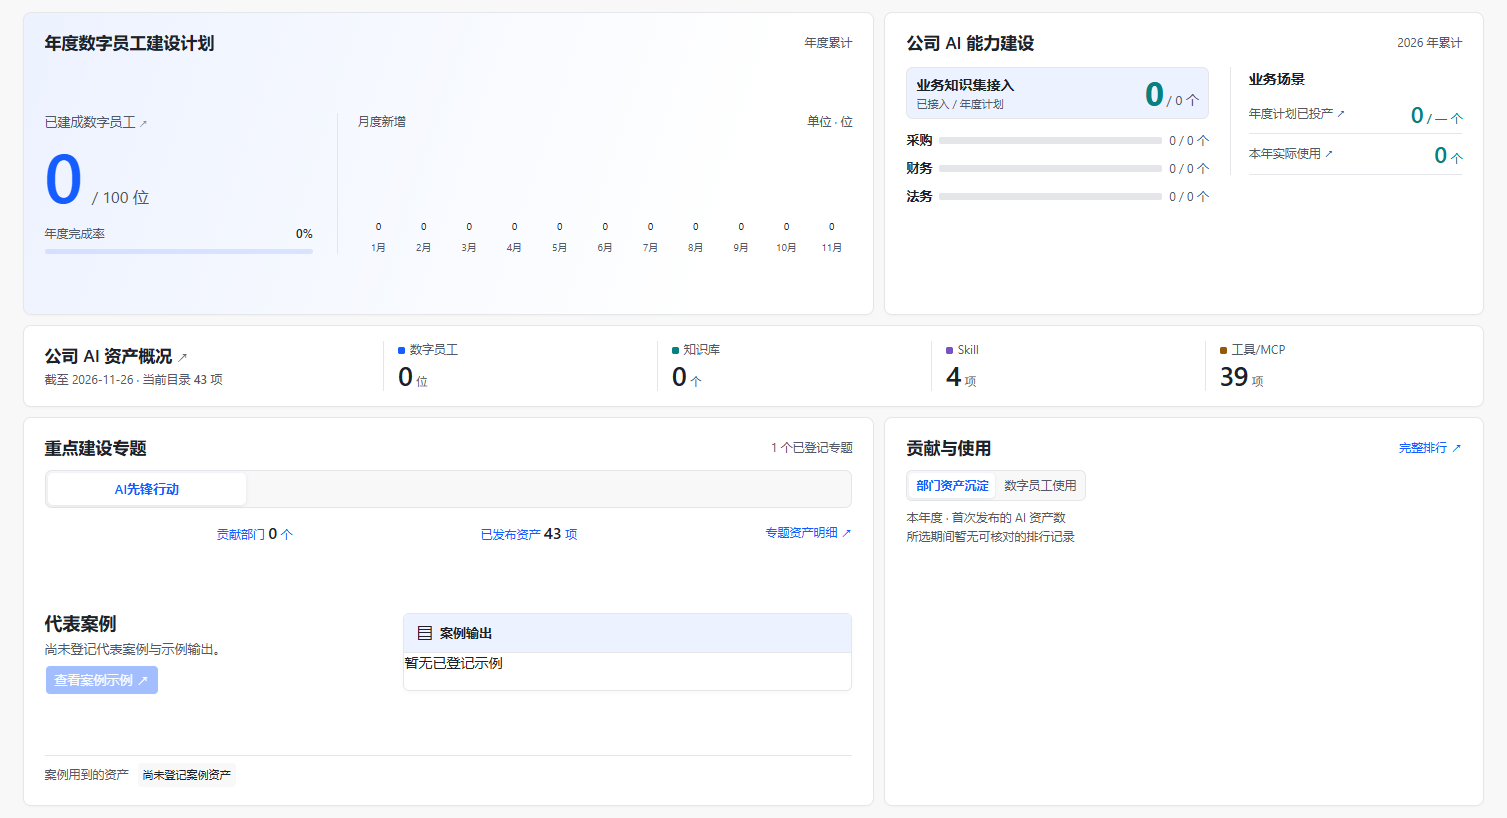 年度数字员工建设计划
年度累计
已建成数字员工 ↗
0 / 100 位
年度完成率 0%
月度新增 单位 · 位
0 0 0 0 0 0 0 0 0 0 0
1月 2月 3月 4月 5月 6月 7月 8月 9月 10月 11月
公司 AI 能力建设
2026 年累计
业务知识集接入
已接入 / 年度计划
0 / 0 个
采购 0 / 0 个
财务 0 / 0 个
法务 0 / 0 个
业务场景
年度计划已投产 ↗ 0 / — 个
本年实际使用 ↗ 0 个
公司 AI 资产概况 ↗
截至 2026-11-26 · 当前目录 43 项
数字员工
0 位
知识库
0 个
Skill
4 项
工具/MCP
39 项
重点建设专题
1 个已登记专题
AI先锋行动
贡献部门 0 个
已发布资产 43 项
专题资产明细 ↗
代表案例
尚未登记代表案例与示例输出。
查看案例示例 ↗
案例输出
暂无已登记示例
案例用到的资产 尚未登记案例资产
贡献与使用
完整排行 ↗
部门资产沉淀 数字员工使用
本年度 · 首次发布的 AI 资产数
所选期间暂无可核对的排行记录